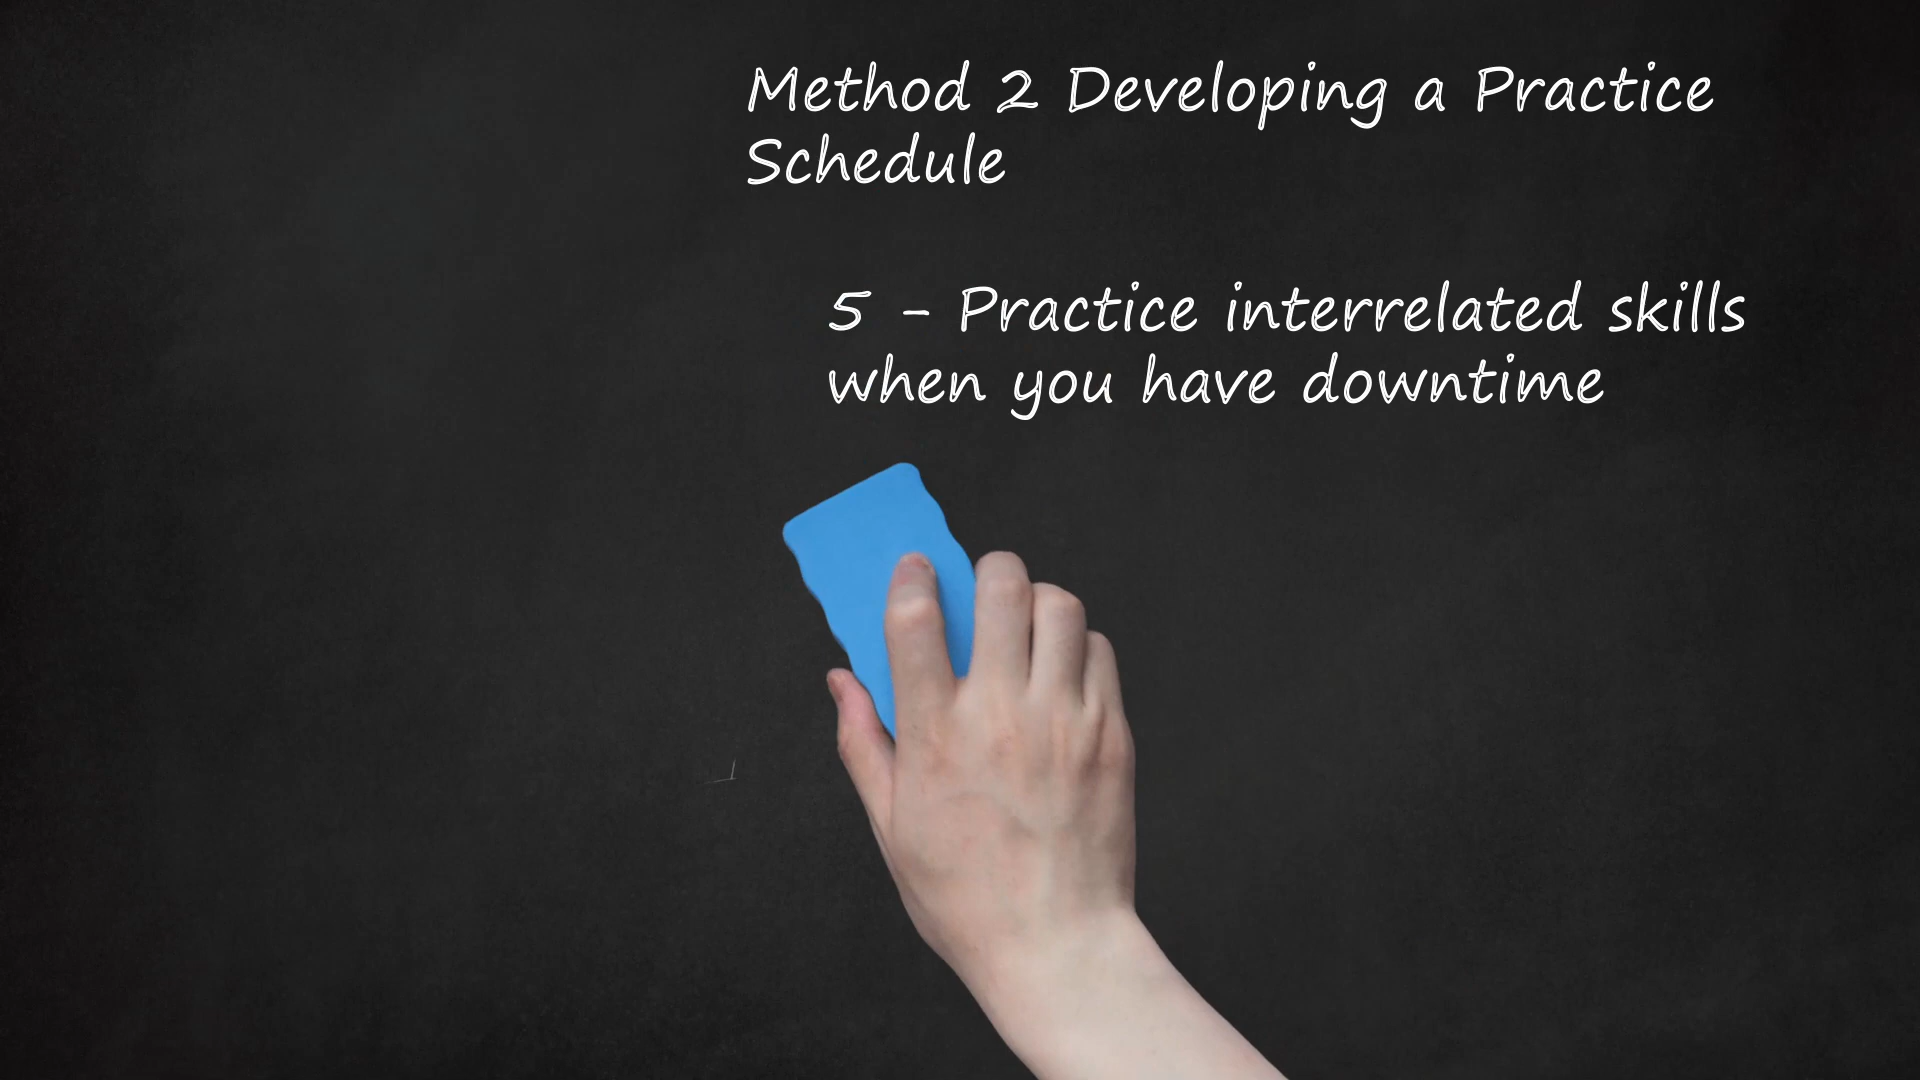 Method 2 Developing a Practice
Schedule
5 - Practice interrelated skills
when you have downtime